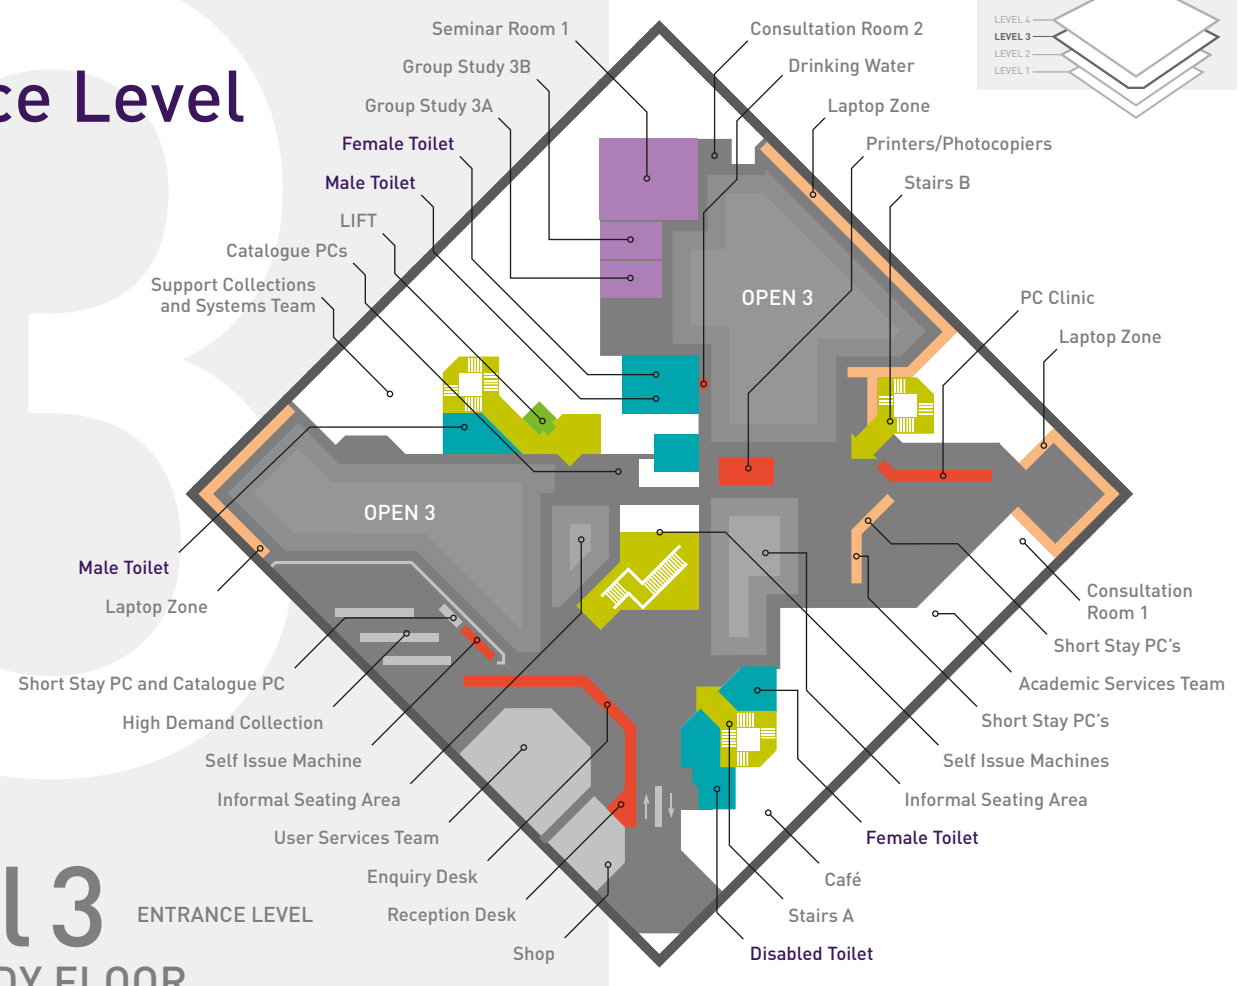 LEVEL 4
LEVEL 3
LEVEL 2
LEVEL 1
ce Level
Seminar Room 1
Group Study 3B
Group Study 3A
Female Toilet
Male Toilet
LIFT
Catalogue PCs
Support Collections
and Systems Team
Consultation Room 2
Drinking Water
Laptop Zone
Printers/Photocopiers
Stairs B
PC Clinic
Laptop Zone
OPEN 3
OPEN 3
Male Toilet
Laptop Zone
Short Stay PC and Catalogue PC
High Demand Collection
Self Issue Machine
Informal Seating Area
User Services Team
Enquiry Desk
Reception Desk
Shop
Consultation
Room 1
Short Stay PC's
Academic Services Team
Short Stay PC's
Self Issue Machines
Informal Seating Area
Female Toilet
Café
Stairs A
Disabled Toilet
3
l 3
ENTRANCE LEVEL
DY FLOOR